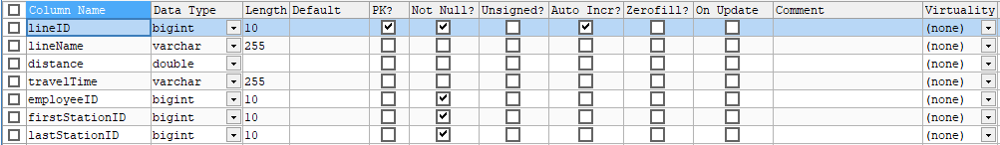 Column Name Data Type Length Default PK? Not Null? Unsigned? Auto Incr? Zerofill? On Update Comment Virtuality
lineID bigint 10 (none)
lineName varchar 255 (none)
distance double (none)
travelTime varchar 255 (none)
employeeID bigint 10 (none)
firstStationID bigint 10 (none)
lastStationID bigint 10 (none)